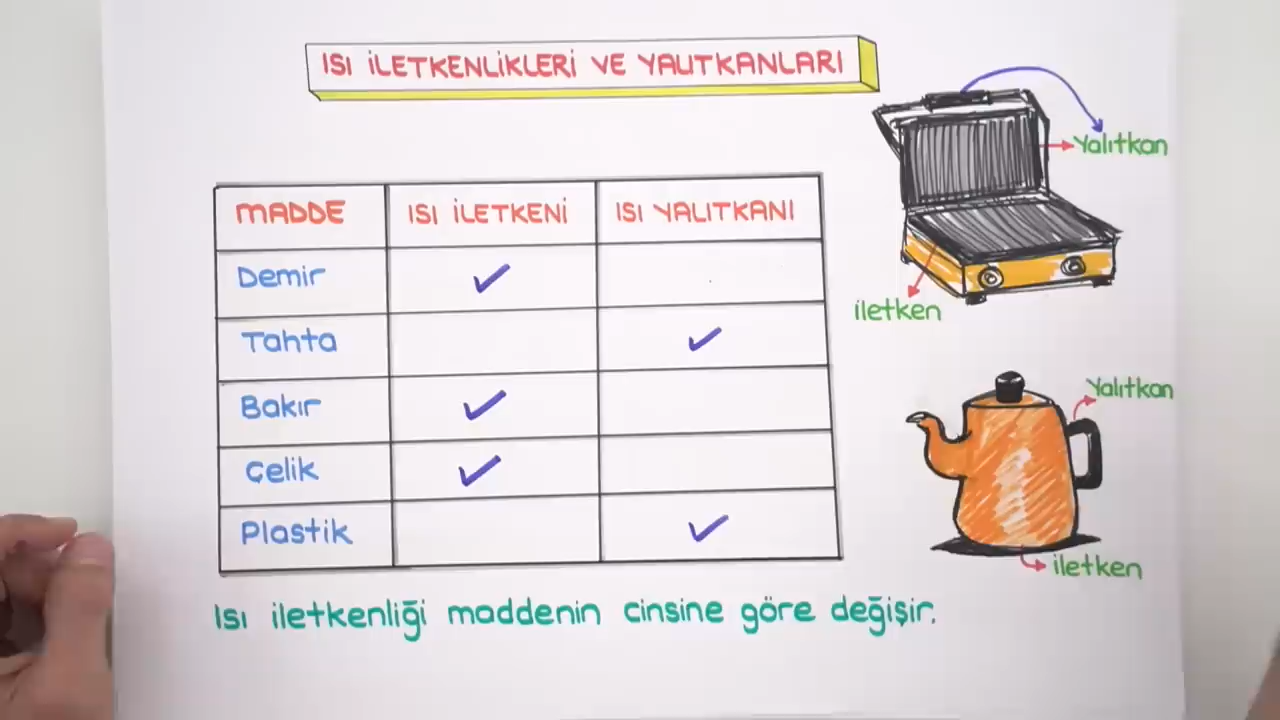 ISI İLETKENLİKLERİ VE YALITKANLARI
Yalıtkan
MADDE ISI İLETKENİ ISI YALITKANI
Demir ✓
iletken
Tahta ✓
Bakır ✓
Yalıtkan
Çelik ✓
Plastik ✓
iletken
Isı iletkenliği maddenin cinsine göre değişir.